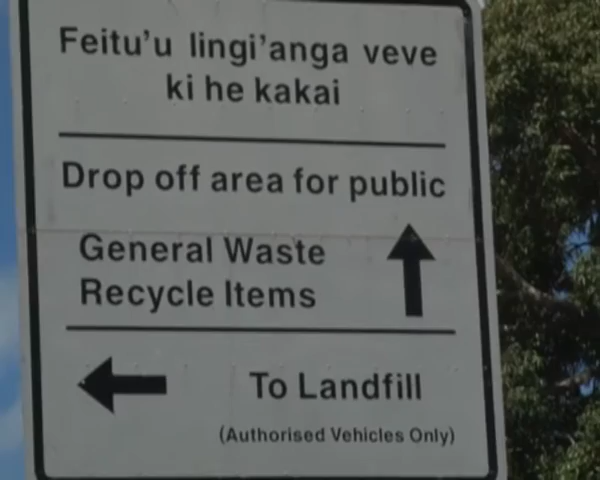 Feitu'u lingi'anga veve
ki he kakai
Drop off area for public
General Waste
Recycle Items
To Landfill
(Authorised Vehicles Only)